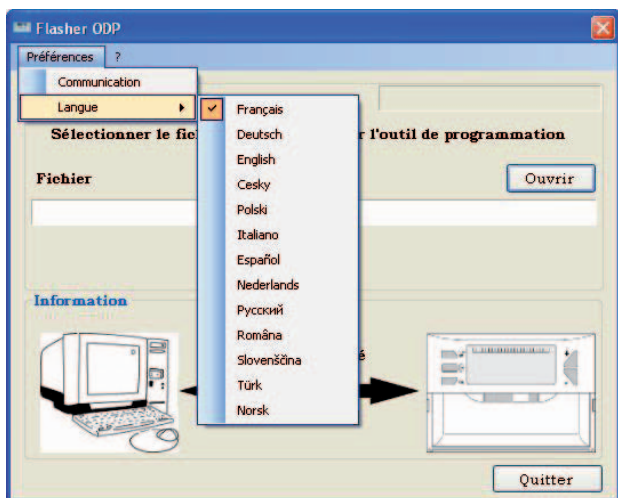 Flasher ODP
Préférences ?
Communication
Langue
Français
Deutsch
English
Cesky
Polski
Italiano
Español
Nederlands
Русский
Româna
Slovenščina
Türk
Norsk
Sélectionner le fic
r l'outil de programmation
Fichier
Ouvrir
Information
é
Quitter